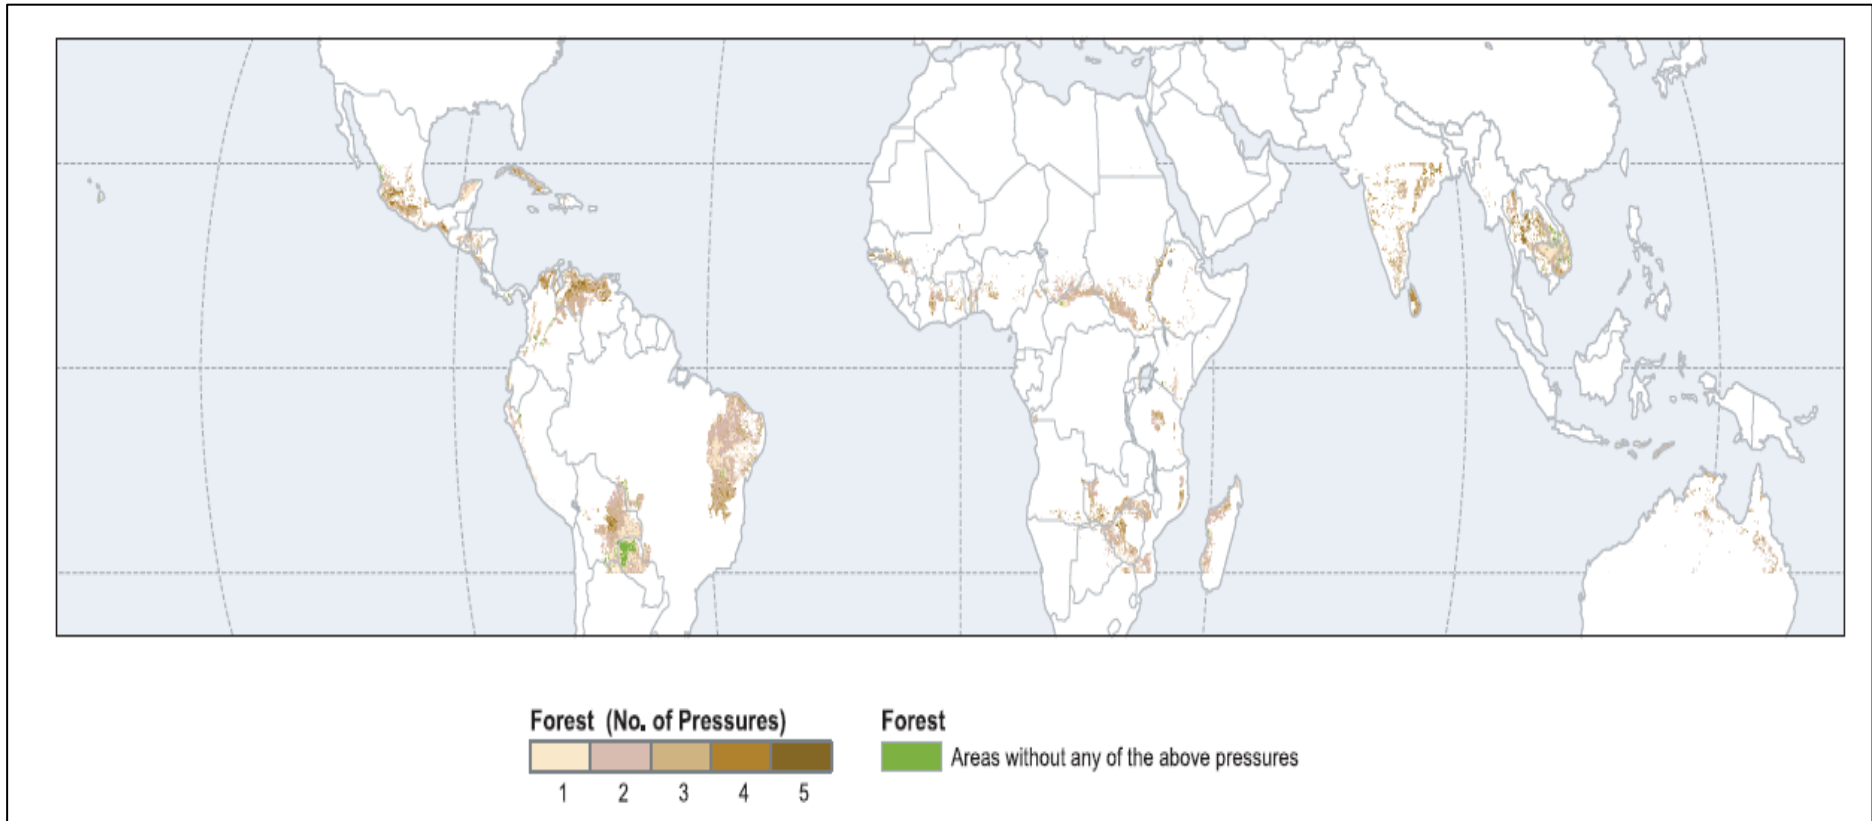 Forest (No. of Pressures)
1 2 3 4 5
Forest
Areas without any of the above pressures